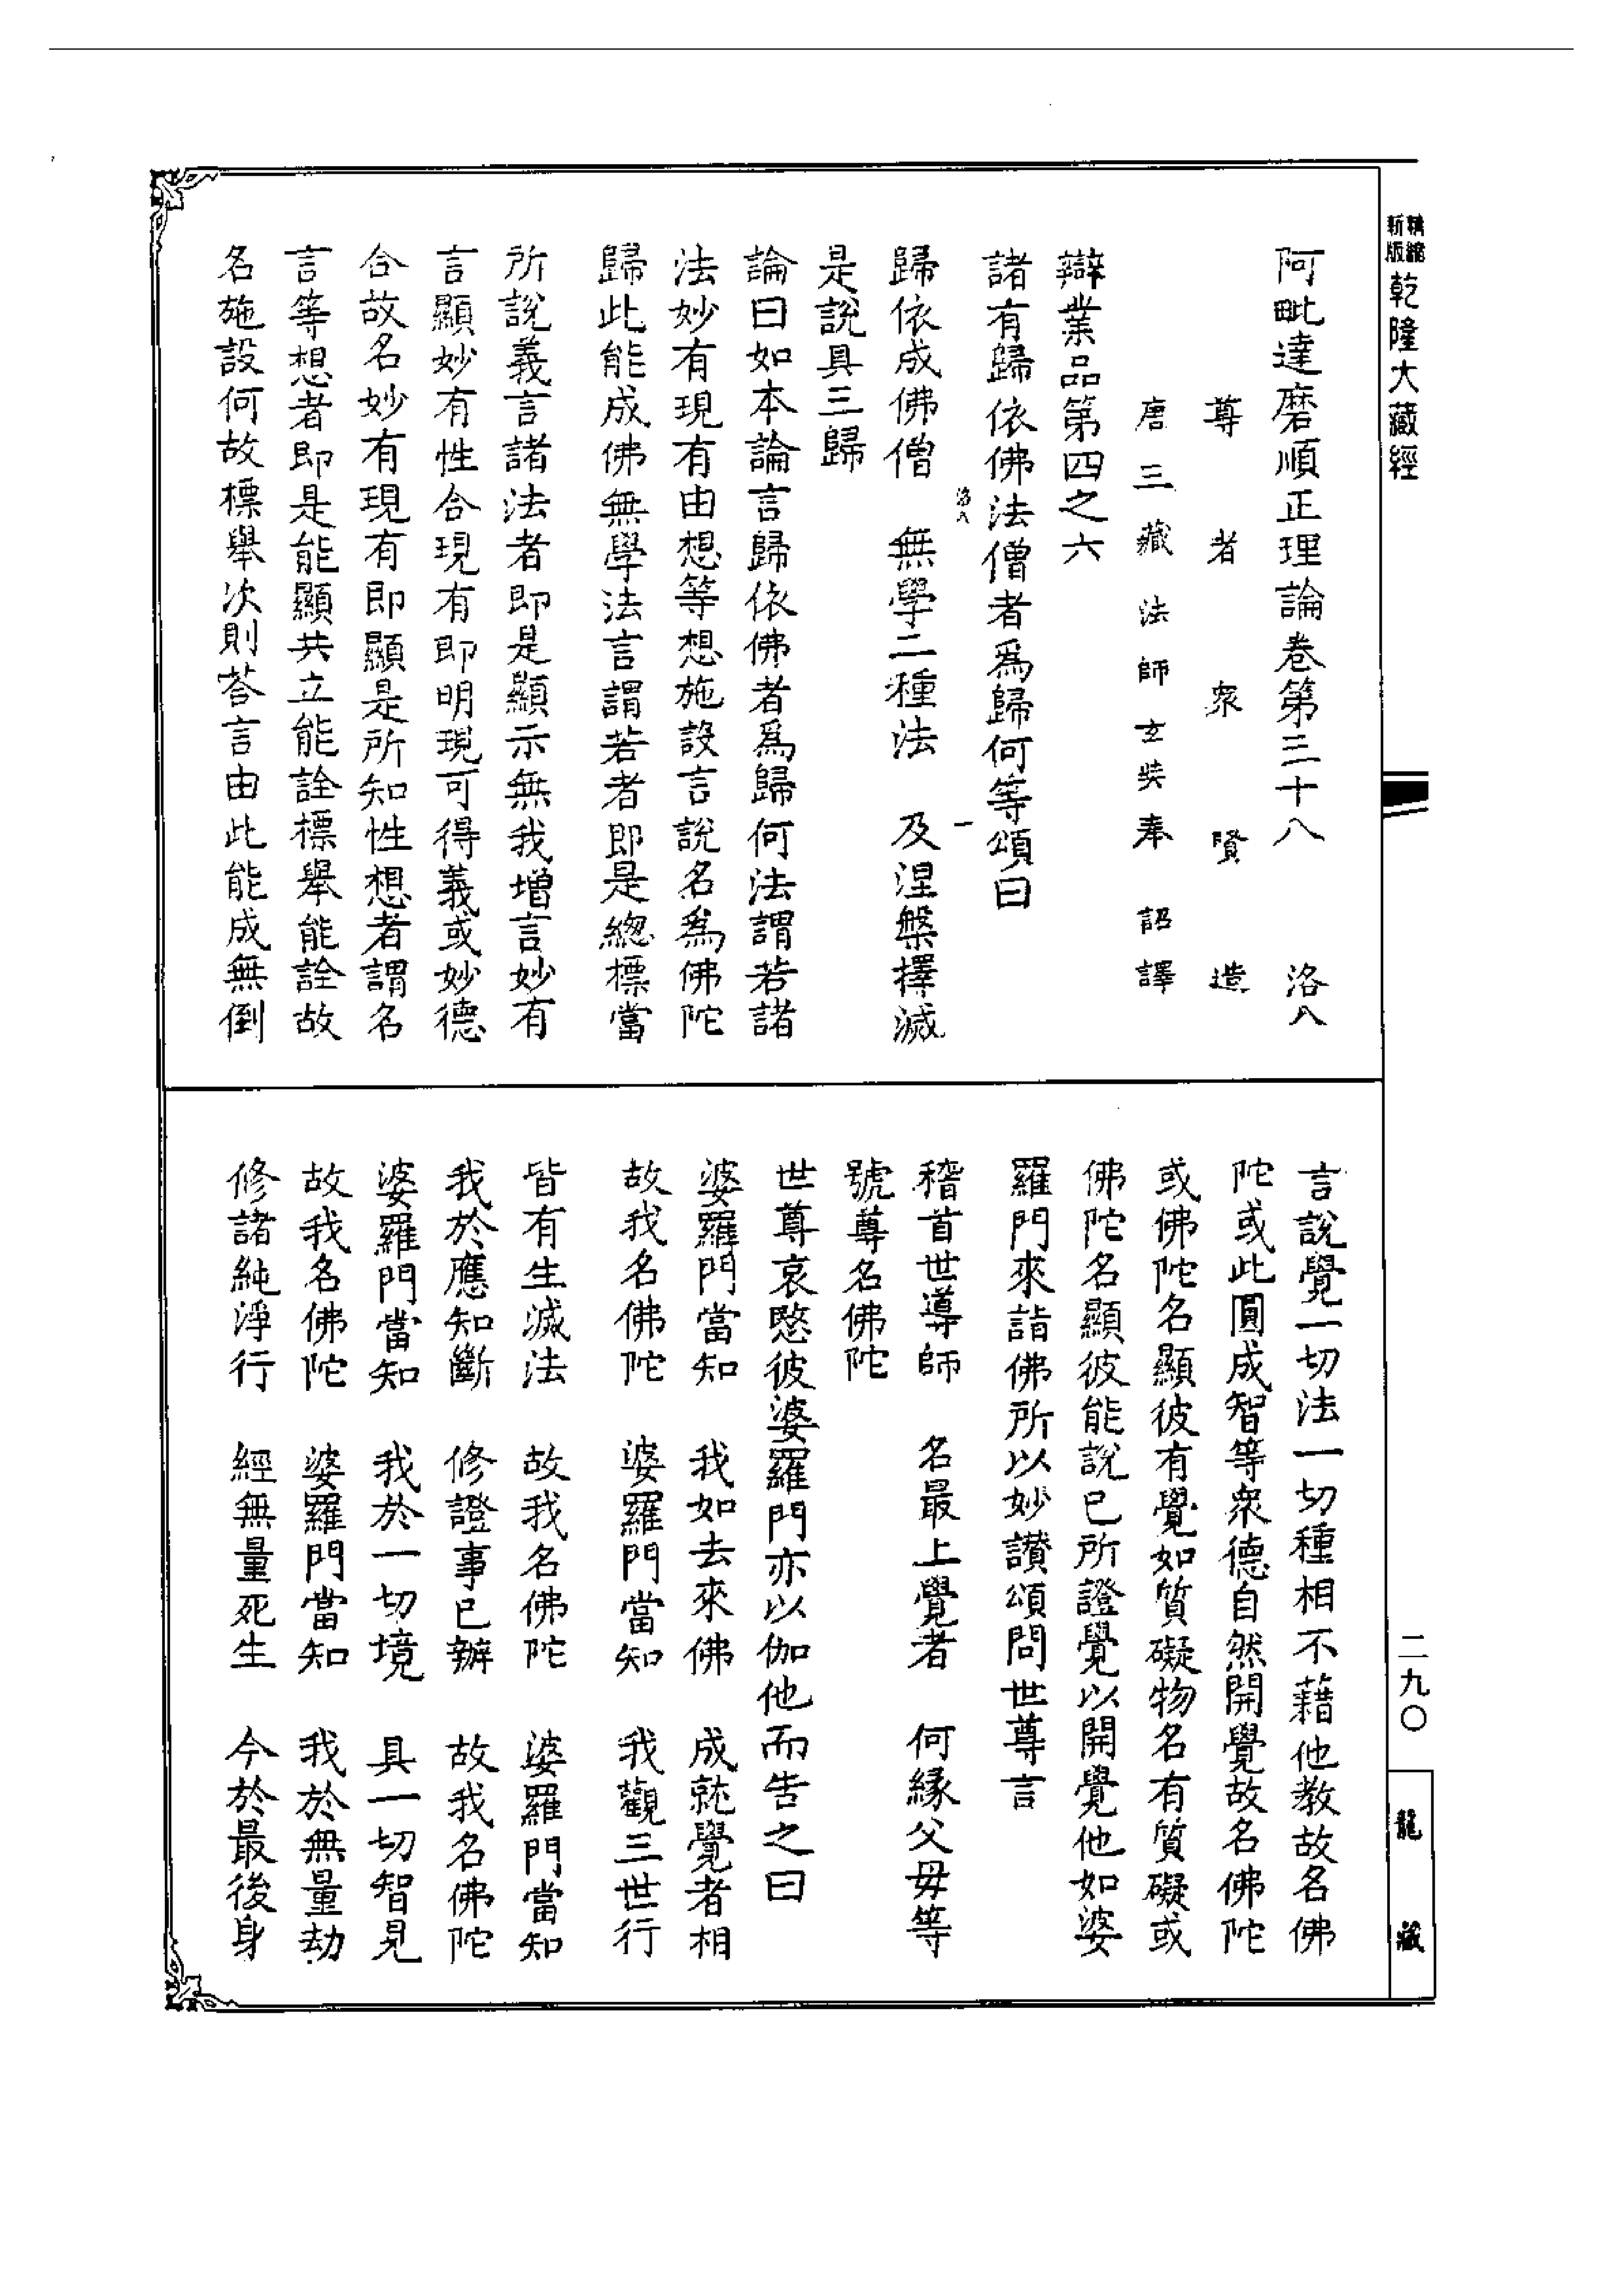 精縮新版乾隆大藏經
阿毗達磨順正理論卷第三十八 洛八
尊者衆賢造
唐三藏法師玄奘奉詔譯
辯業品第四之六
諸有歸依佛法僧者爲歸何等頌曰
洛八 一
歸依成佛僧 無學二種法 及涅槃擇滅
是說具三歸
論曰如本論言歸依佛者爲歸何法謂若諸
法妙有現有由想等想施設言說名爲佛陀
歸此能成佛無學法言謂若者即是總標當
所說義言諸法者即是顯示無我增言妙有
言顯妙有性合現有即明現可得義或妙德
合故名妙有現有即顯是所知性想者謂名
言等想者即是能顯共立能詮標舉能詮故
名施設何故標舉次則荅言由此能成無倒
言說覺一切法一切種相不藉他教故名佛
陀或此圓成智等衆德自然開覺故名佛陀
或佛陀名顯彼有覺如質礙物名有質礙或
佛陀名顯彼能說已所證覺以開覺他如婆
羅門來詣佛所以妙讚頌問世尊言
稽首世導師 名最上覺者 何緣父毋等
號尊名佛陀
世尊哀愍彼婆羅門亦以伽他而告之曰
婆羅門當知 我如去來佛 成就覺者相
故我名佛陀 婆羅門當知 我觀三世行
皆有生滅法 故我名佛陀 婆羅門當知
我於應知斷 修證事已辦 故我名佛陀
婆羅門當知 我於一切境 具一切智見
故我名佛陀 婆羅門當知 我於無量劫
修諸純淨行 經無量死生 今於最後身
二九〇
龍藏